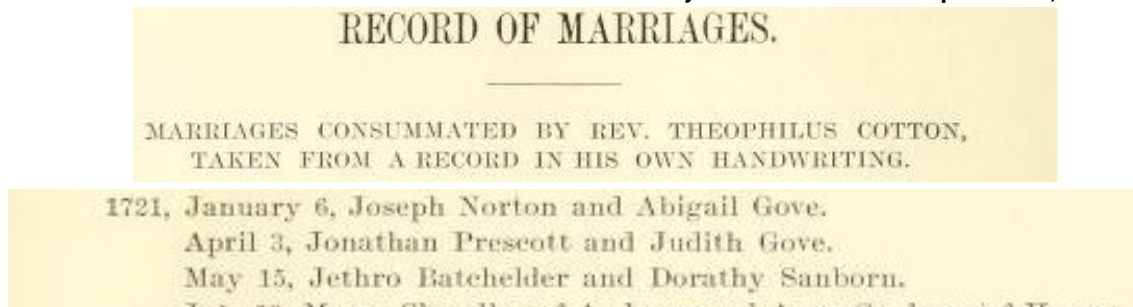 RECORD OF MARRIAGES.
MARRIAGES CONSUMMATED BY REV. THEOPHILUS COTTON,
TAKEN FROM A RECORD IN HIS OWN HANDWRITING.
1721, January 6, Joseph Norton and Abigail Gove.
April 3, Jonathan Prescott and Judith Gove.
May 15, Jethro Batchelder and Dorathy Sanborn.